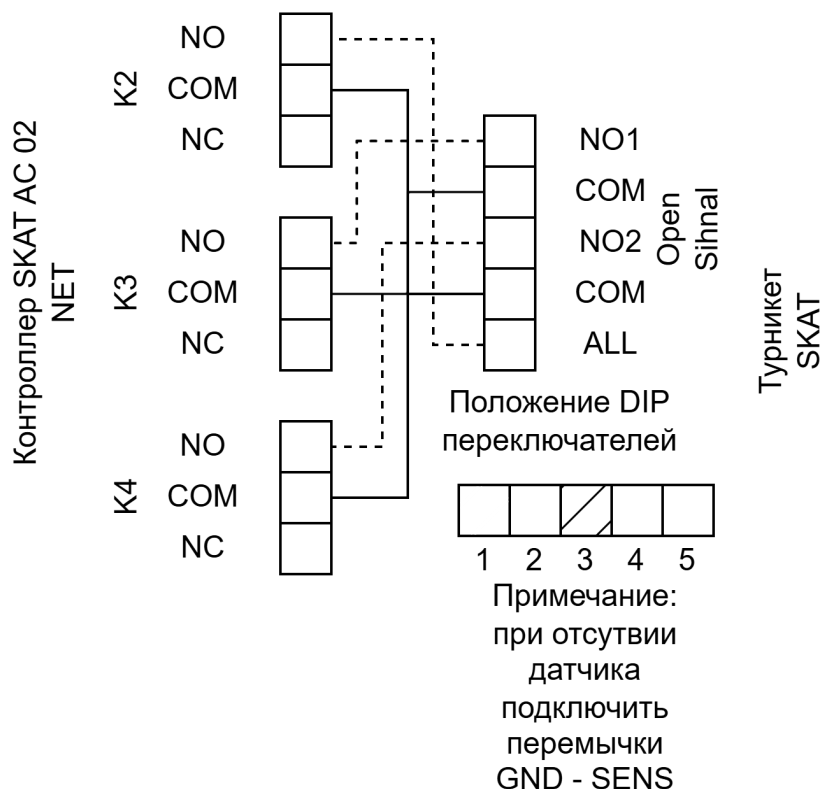 Контроллер SKAT AC 02
NET
K2
NO
COM
NC
K3
NO
COM
NC
K4
NO
COM
NC
NO1
COM
NO2
COM
ALL
Open
Sihnal
Турникет
SKAT
Положение DIP
переключателей
1 2 3 4 5
Примечание:
при отсутвии
датчика
подключить
перемычки
GND - SENS